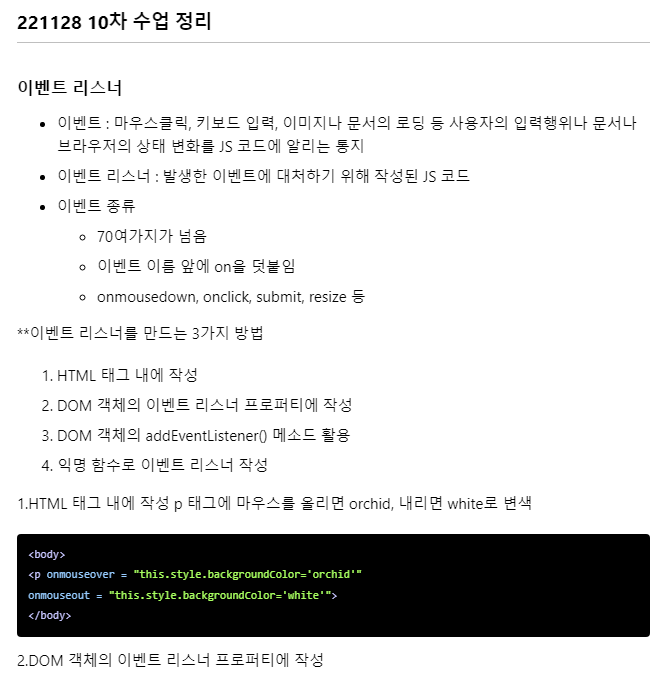 221128 10차 수업 정리
이벤트 리스너
• 이벤트 : 마우스클릭, 키보드 입력, 이미지나 문서의 로딩 등 사용자의 입력행위나 문서나
브라우저의 상태 변화를 JS 코드에 알리는 통지
• 이벤트 리스너 : 발생한 이벤트에 대처하기 위해 작성된 JS 코드
• 이벤트 종류
◦ 70여가지가 넘음
◦ 이벤트 이름 앞에 on을 덧붙임
◦ onmousedown, onclick, submit, resize 등
**이벤트 리스너를 만드는 3가지 방법
1. HTML 태그 내에 작성
2. DOM 객체의 이벤트 리스너 프로퍼티에 작성
3. DOM 객체의 addEventListener() 메소드 활용
4. 익명 함수로 이벤트 리스너 작성
1.HTML 태그 내에 작성 p 태그에 마우스를 올리면 orchid, 내리면 white로 변색
<body>
<p onmouseover = "this.style.backgroundColor='orchid'"
onmouseout = "this.style.backgroundColor='white'">
</body>
2.DOM 객체의 이벤트 리스너 프로퍼티에 작성